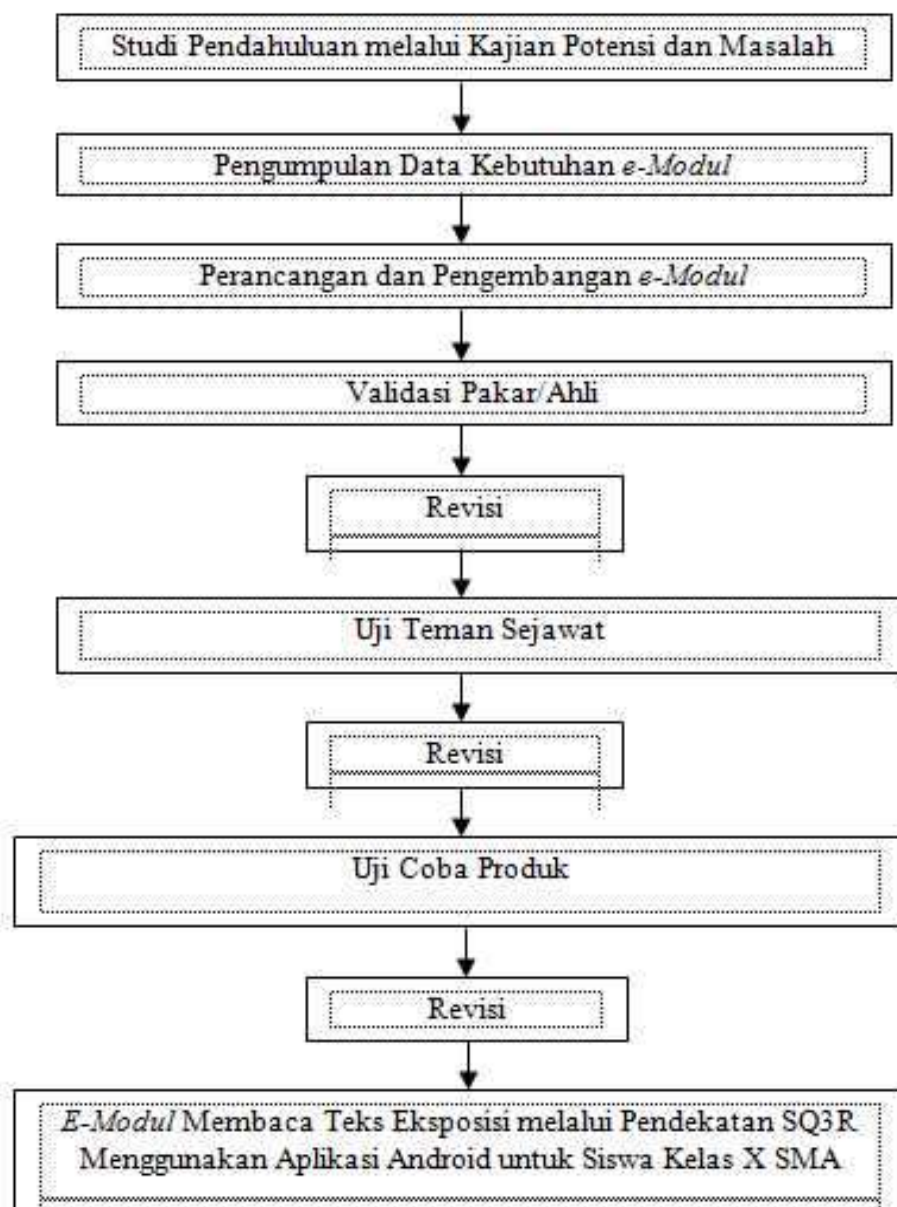 Studi Pendahuluan melalui Kajian Potensi dan Masalah
Pengumpulan Data Kebutuhan e-Modul
Perancangan dan Pengembangan e-Modul
Validasi Pakar/Ahli
Revisi
Uji Teman Sejawat
Revisi
Uji Coba Produk
Revisi
E-Modul Membaca Teks Eksposisi melalui Pendekatan SQ3R
Menggunakan Aplikasi Android untuk Siswa Kelas X SMA